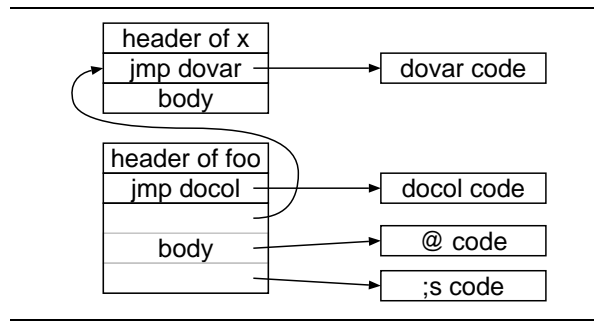 header of x
jmp dovar
dovar code
body
header of foo
jmp docol
docol code
body
@ code
;s code